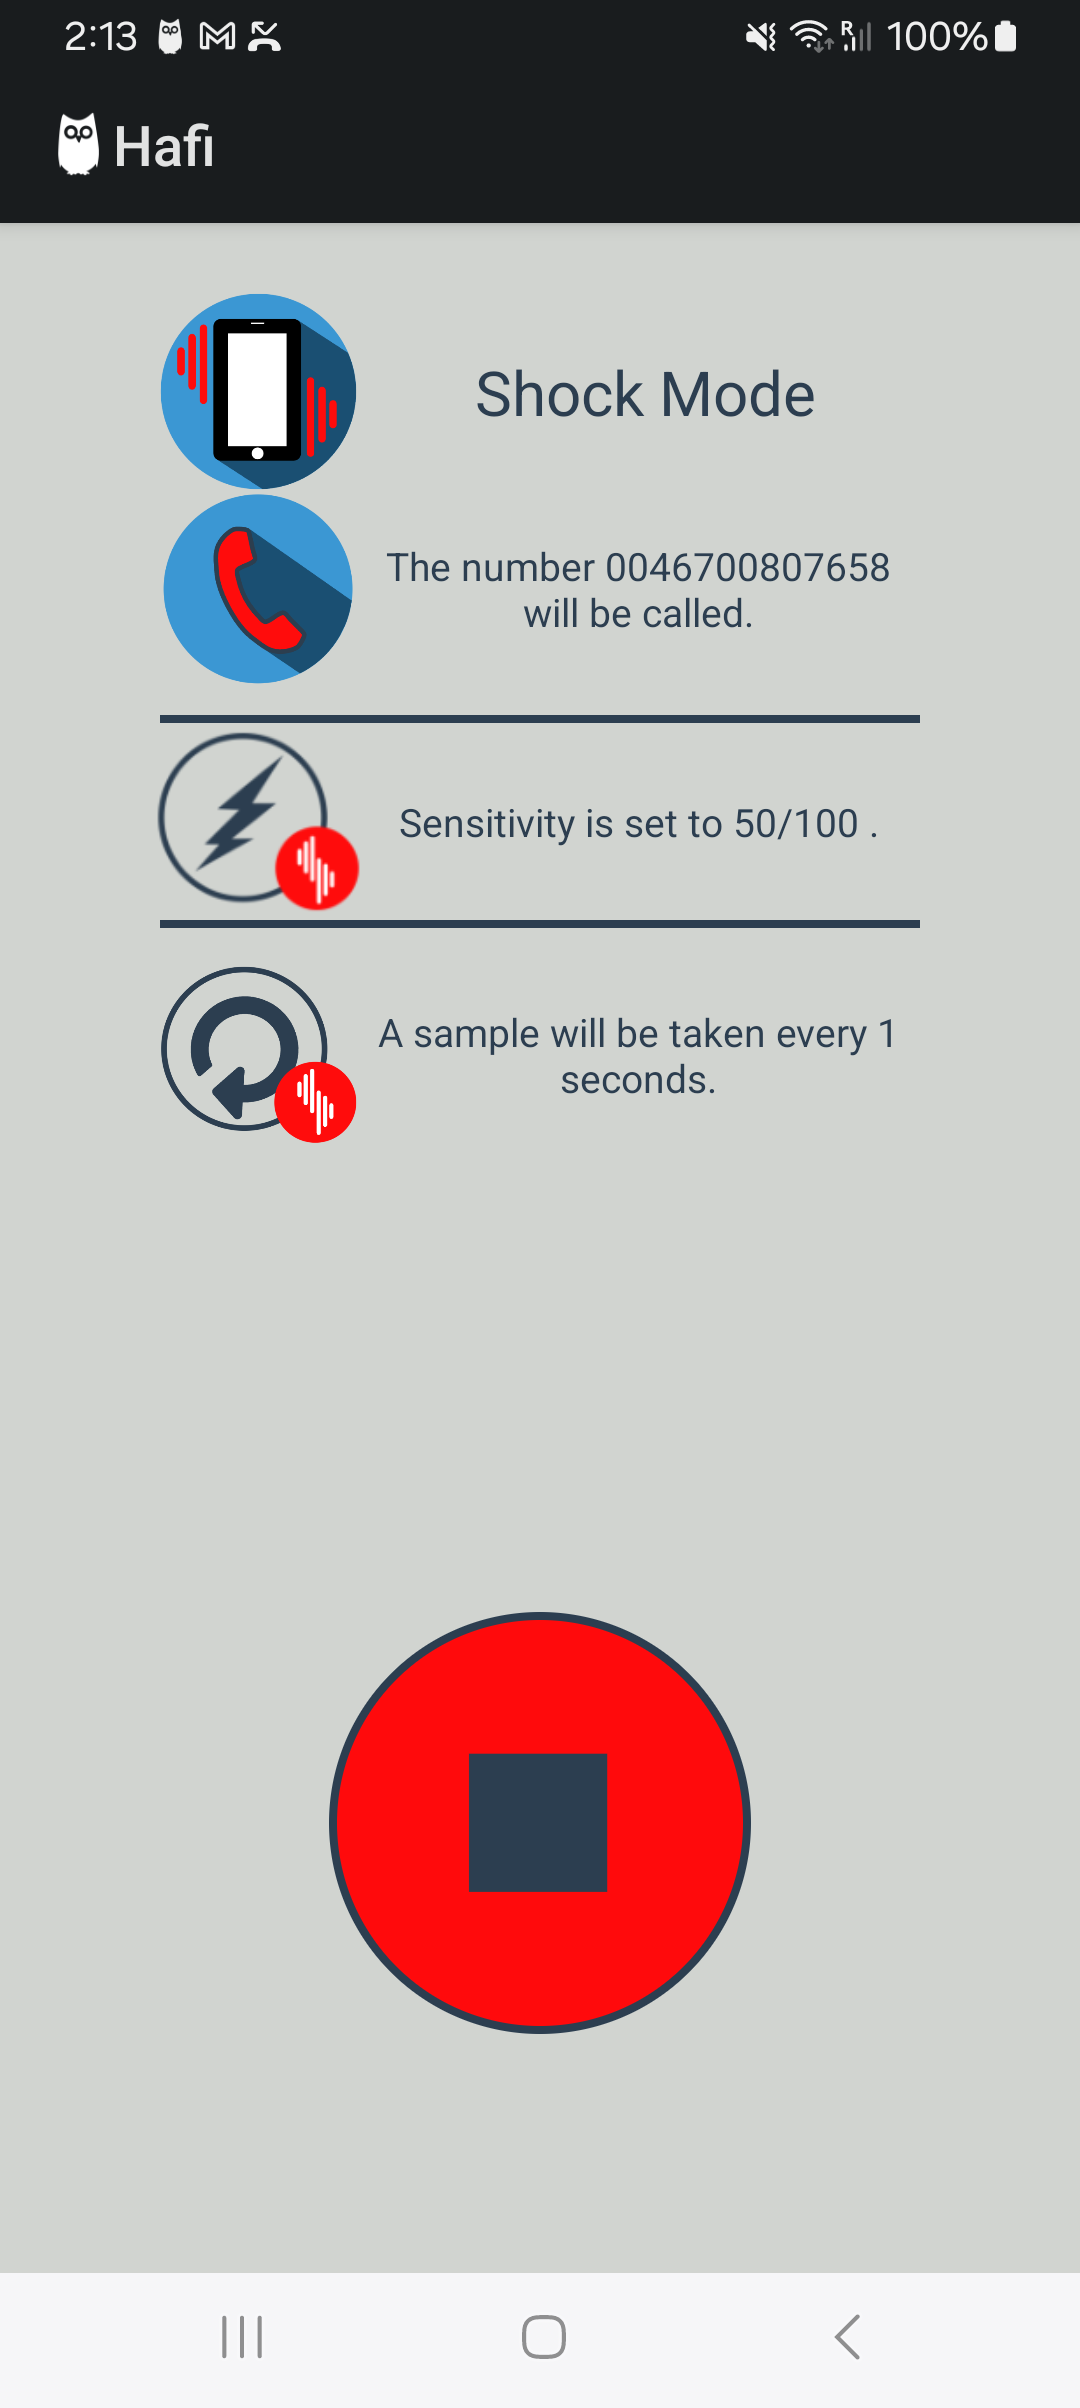 2:13
R
100%
Hafi
Shock Mode
The number 0046700807658
will be called.
Sensitivity is set to 50/100 .
A sample will be taken every 1
seconds.